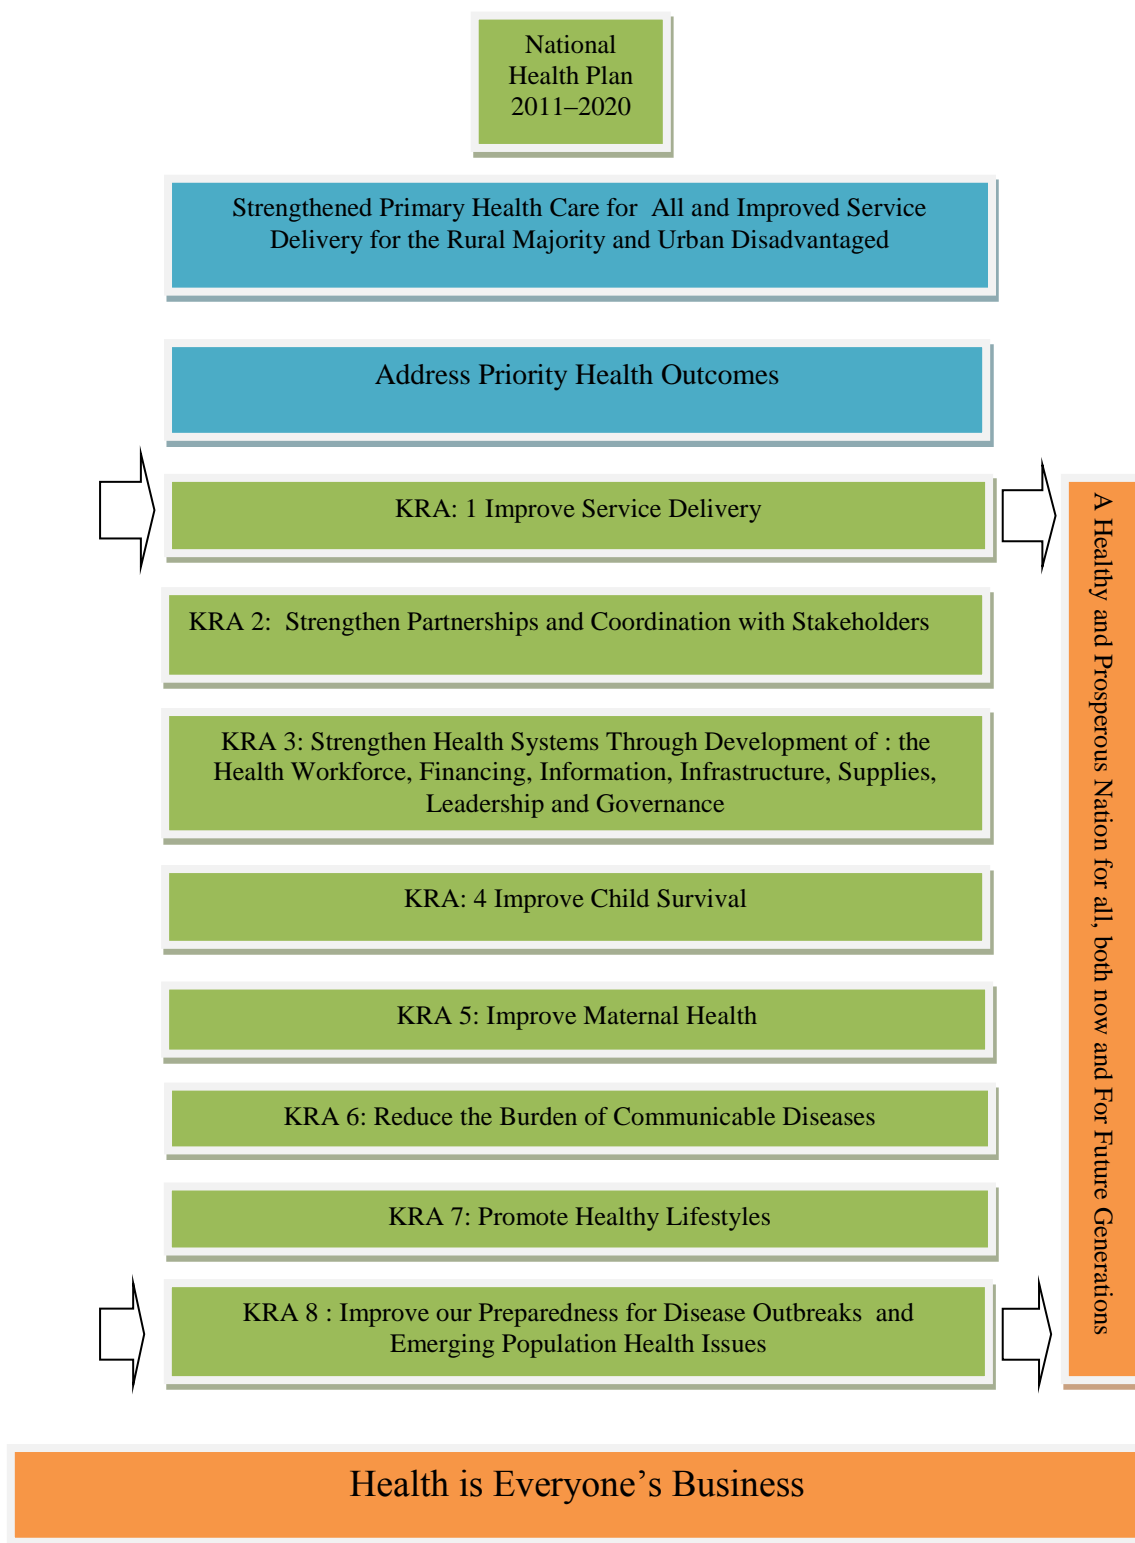 National
Health Plan
2011–2020
Strengthened Primary Health Care for All and Improved Service
Delivery for the Rural Majority and Urban Disadvantaged
Address Priority Health Outcomes
KRA: 1 Improve Service Delivery
KRA 2: Strengthen Partnerships and Coordination with Stakeholders
KRA 3: Strengthen Health Systems Through Development of : the
Health Workforce, Financing, Information, Infrastructure, Supplies,
Leadership and Governance
KRA: 4 Improve Child Survival
KRA 5: Improve Maternal Health
KRA 6: Reduce the Burden of Communicable Diseases
KRA 7: Promote Healthy Lifestyles
KRA 8 : Improve our Preparedness for Disease Outbreaks and
Emerging Population Health Issues
A Healthy and Prosperous Nation for all, both now and For Future Generations
Health is Everyone’s Business